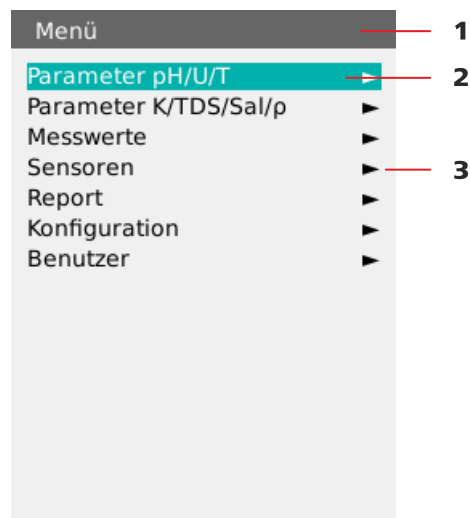 Menü 1
Parameter pH/U/T 2
Parameter K/TDS/Sal/ρ
Messwerte
Sensoren 3
Report
Konfiguration
Benutzer